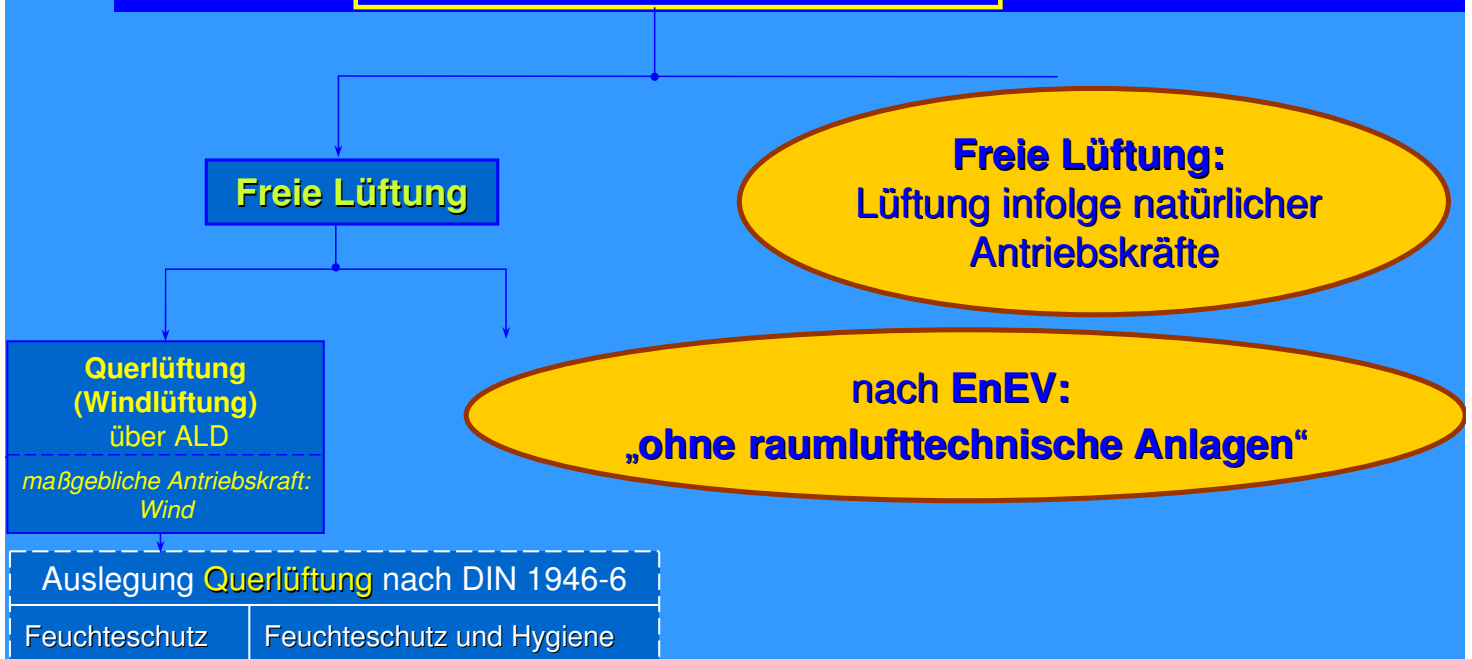 Freie Lüftung
Freie Lüftung:
Lüftung infolge natürlicher
Antriebskräfte
Querlüftung
(Windlüftung)
über ALD
maßgebliche Antriebskraft:
Wind
nach EnEV:
„ohne raumlufttechnische Anlagen“
Auslegung Querlüftung nach DIN 1946-6
Feuchteschutz
Feuchteschutz und Hygiene